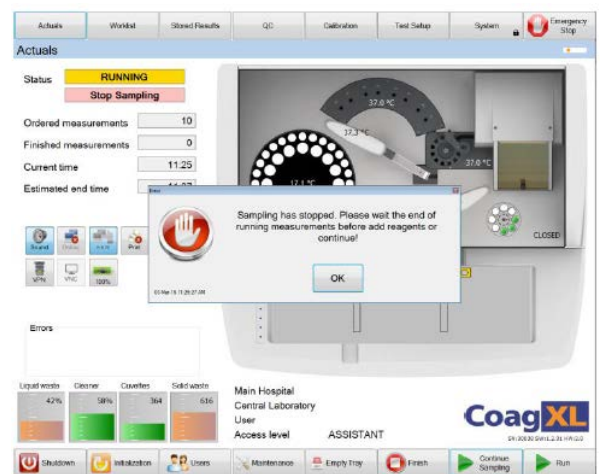 Actuals
Worklist
Stored Results
QC
Calibration
Test Setup
System
Emergency
Stop
Actuals
Status
RUNNING
Stop Sampling
Ordered measurements 10
Finished measurements 0
Current time 11:25
Estimated end time
37.0 °C
37.0 °C
Sampling has stopped. Please wait the end of
running measurements before add reagents or
continue!
OK
CLOSED
Sound
Print
VPN
VNC
100%
Errors
Liquid waste
Cleaner
Cuvettes
Solid waste
42%
58%
364
616
Main Hospital
Central Laboratory
User
Access level ASSISTANT
Coag XL
Shutdown
Initialization
Users
Maintenance
Empty Tray
Finish
Continue
Sampling
Run